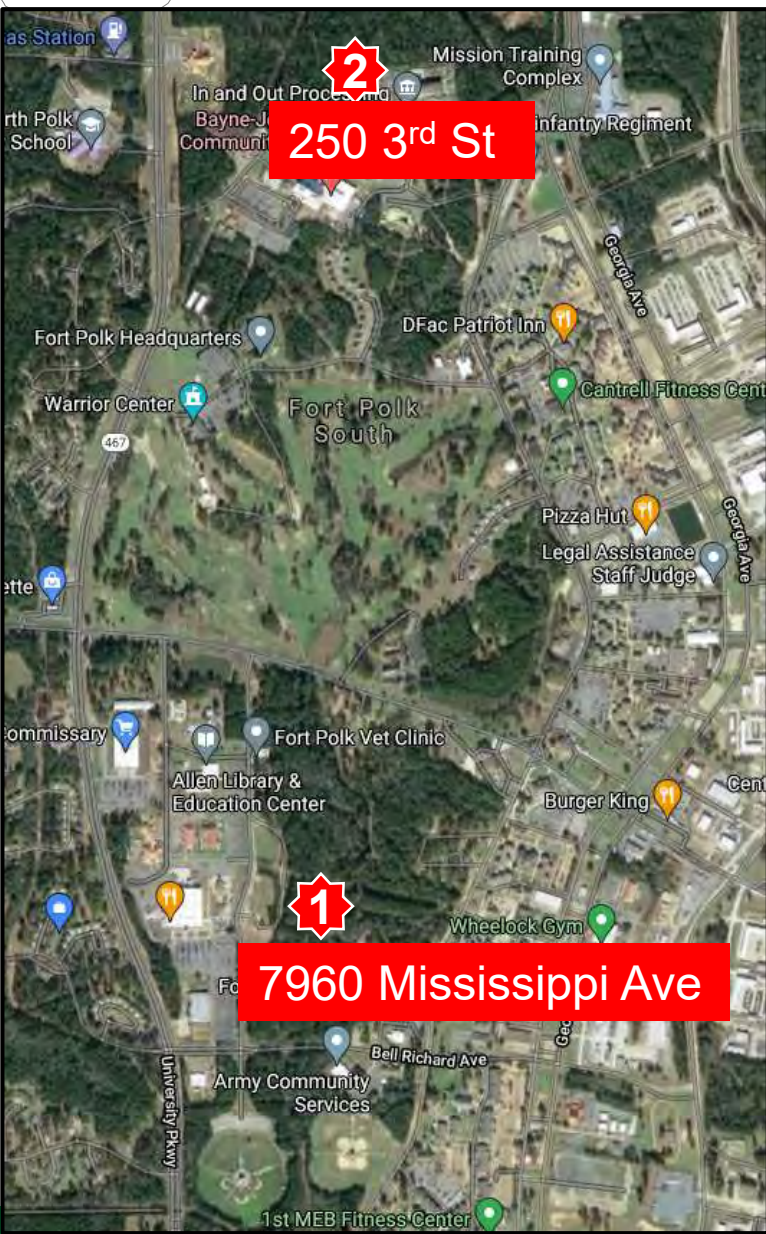 as Station
2
Mission Training
Complex
In and Out Processing
rth Polk
School
Bayne-J
Communit
250 3rd St
infantry Regiment
Georgia Ave
Fort Polk Headquarters
DFac Patriot Inn
Warrior Center
Fort Polk
South
Cantrell Fitness Cent
467
Pizza Hut
Georgia Ave
Legal Assistance
Staff Judge
ette
ommissary
Fort Polk Vet Clinic
Allen Library &
Education Center
Burger King
Cent
1
Wheelock Gym
7960 Mississippi Ave
Fo
Geo
Bell Richard Ave
Army Community
Services
University Pkwy
1st MEB Fitness Center